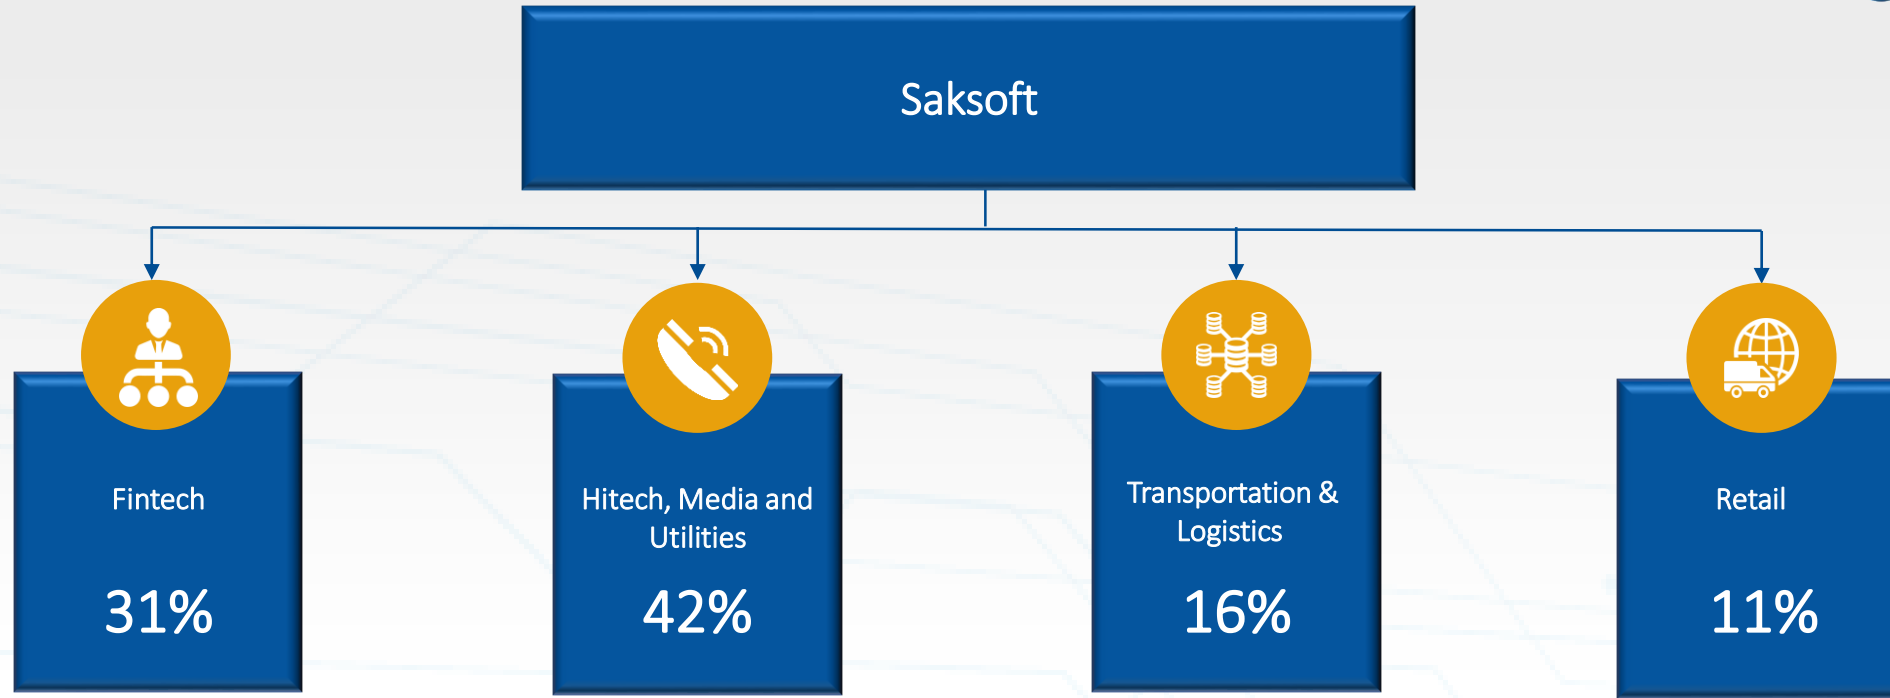 Saksoft
Fintech
31%
Hitech, Media and
Utilities
42%
Transportation &
Logistics
16%
Retail
11%